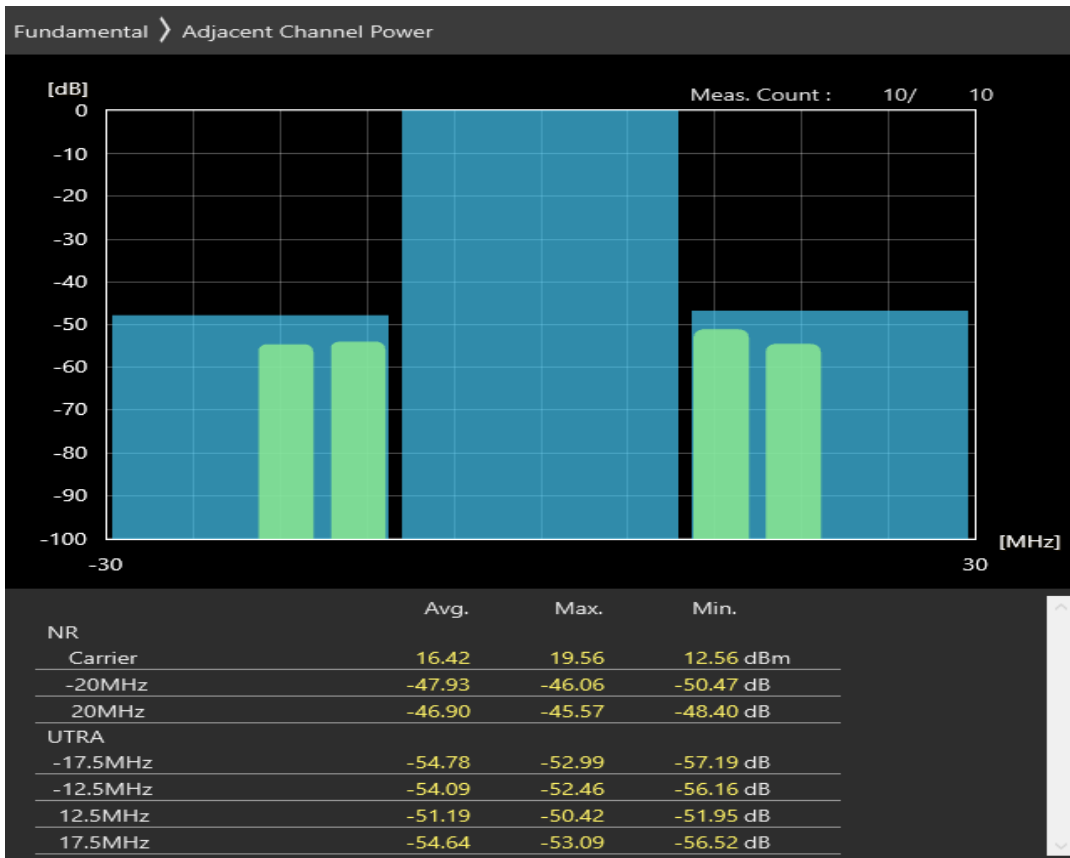 Fundamental 》 Adjacent Channel Power
[dB]
Meas. Count : 10/ 10
0
-10
-20
-30
-40
-50
-60
-70
-80
-90
-100
[MHz]
-30 30
Avg. Max. Min.
NR
Carrier 16.42 19.56 12.56 dBm
-20MHz -47.93 -46.06 -50.47 dB
20MHz -46.90 -45.57 -48.40 dB
UTRA
-17.5MHz -54.78 -52.99 -57.19 dB
-12.5MHz -54.09 -52.46 -56.16 dB
12.5MHz -51.19 -50.42 -51.95 dB
17.5MHz -54.64 -53.09 -56.52 dB